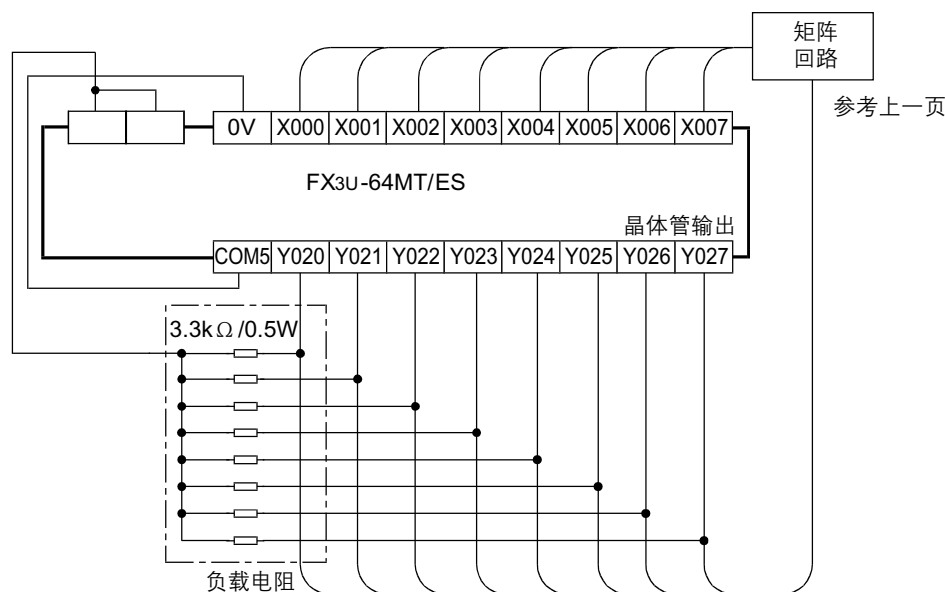 矩阵
回路
参考上一页
0V X000 X001 X002 X003 X004 X005 X006 X007
FX3U-64MT/ES
晶体管输出
COM5 Y020 Y021 Y022 Y023 Y024 Y025 Y026 Y027
3.3kΩ/0.5W
负载电阻